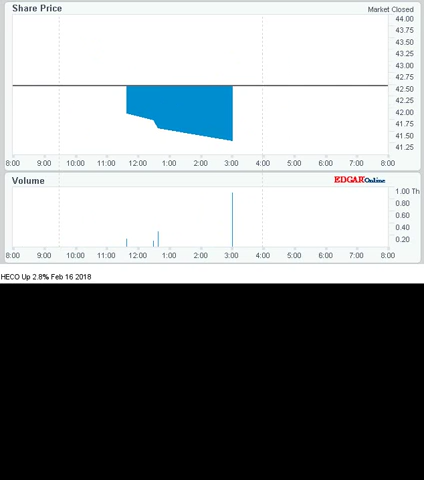 Share Price
Market Closed
44.00
43.75
43.50
43.25
43.00
42.75
42.50
42.25
42.00
41.75
41.50
41.25
8:00 9:00 10:00 11:00 12:00 1:00 2:00 3:00 4:00 5:00 6:00 7:00 8:00
Volume
EDGAROnline
1.00 Th
0.80
0.60
0.40
0.20
8:00 9:00 10:00 11:00 12:00 1:00 2:00 3:00 4:00 5:00 6:00 7:00 8:00
HECO Up 2.8% Feb 16 2018